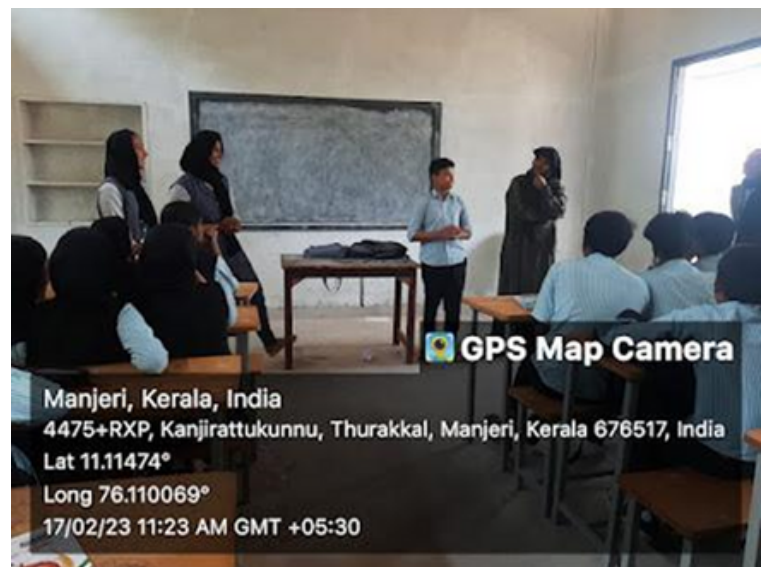 GPS Map Camera
Manjeri, Kerala, India
4475+RXP, Kanjirattukunnu, Thurakkal, Manjeri, Kerala 676517, India
Lat 11.11474°
Long 76.110069°
17/02/23 11:23 AM GMT +05:30